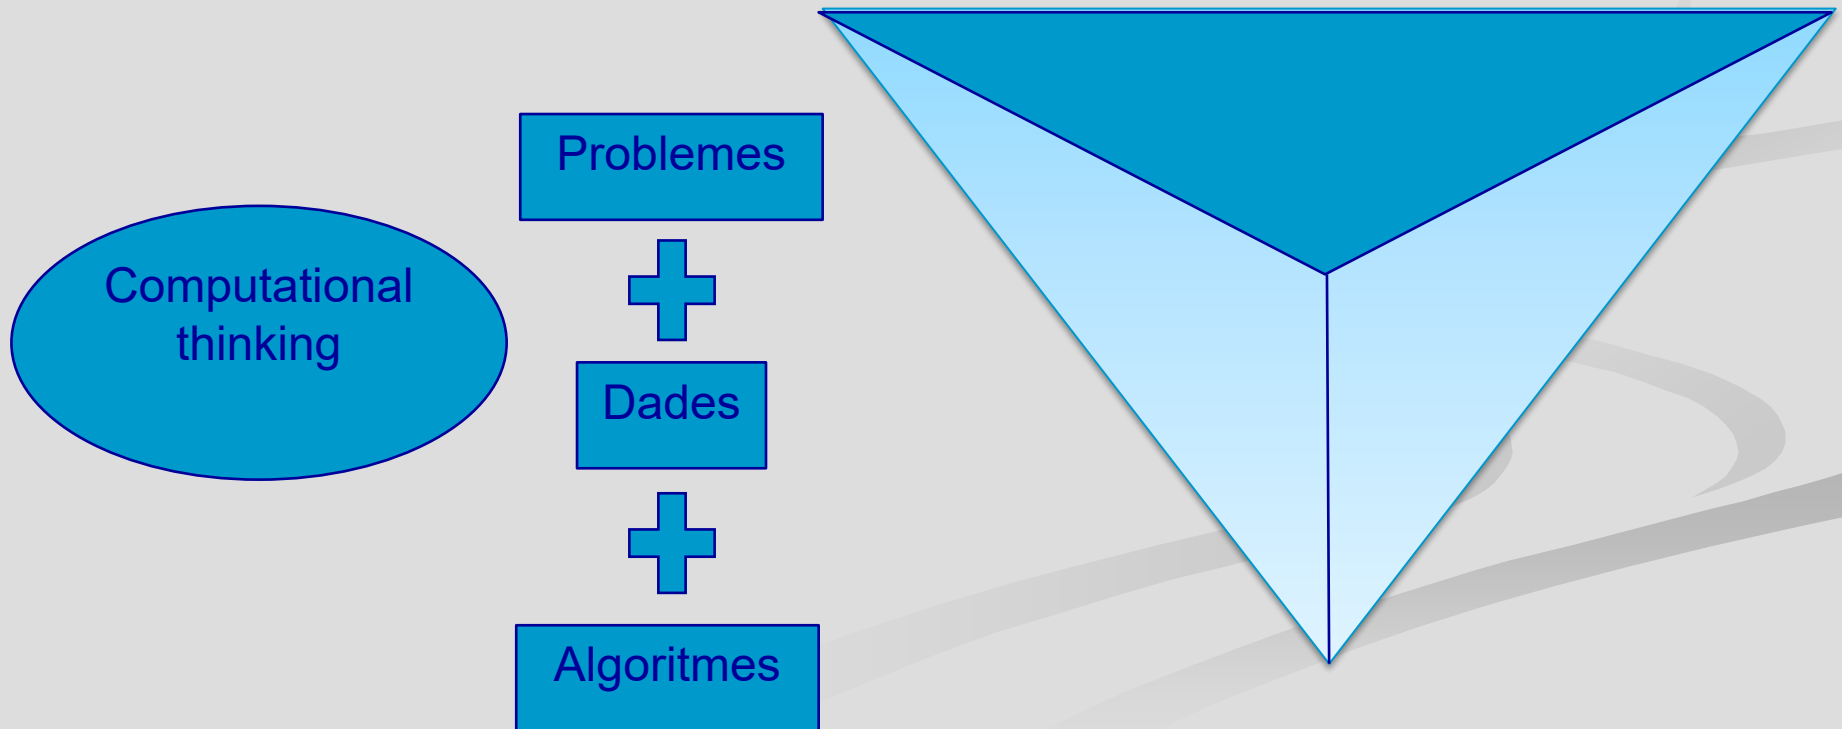 Computational
thinking
Problemes
Dades
Algoritmes